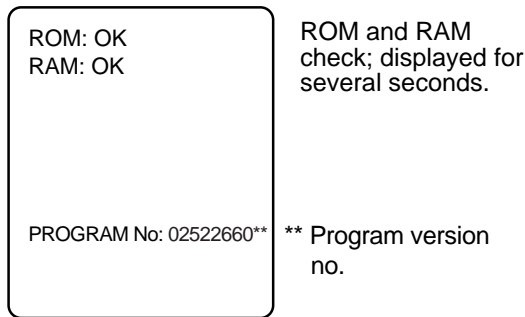 ROM: OK
RAM: OK
PROGRAM No: 02522660**
ROM and RAM
check; displayed for
several seconds.
** Program version
no.